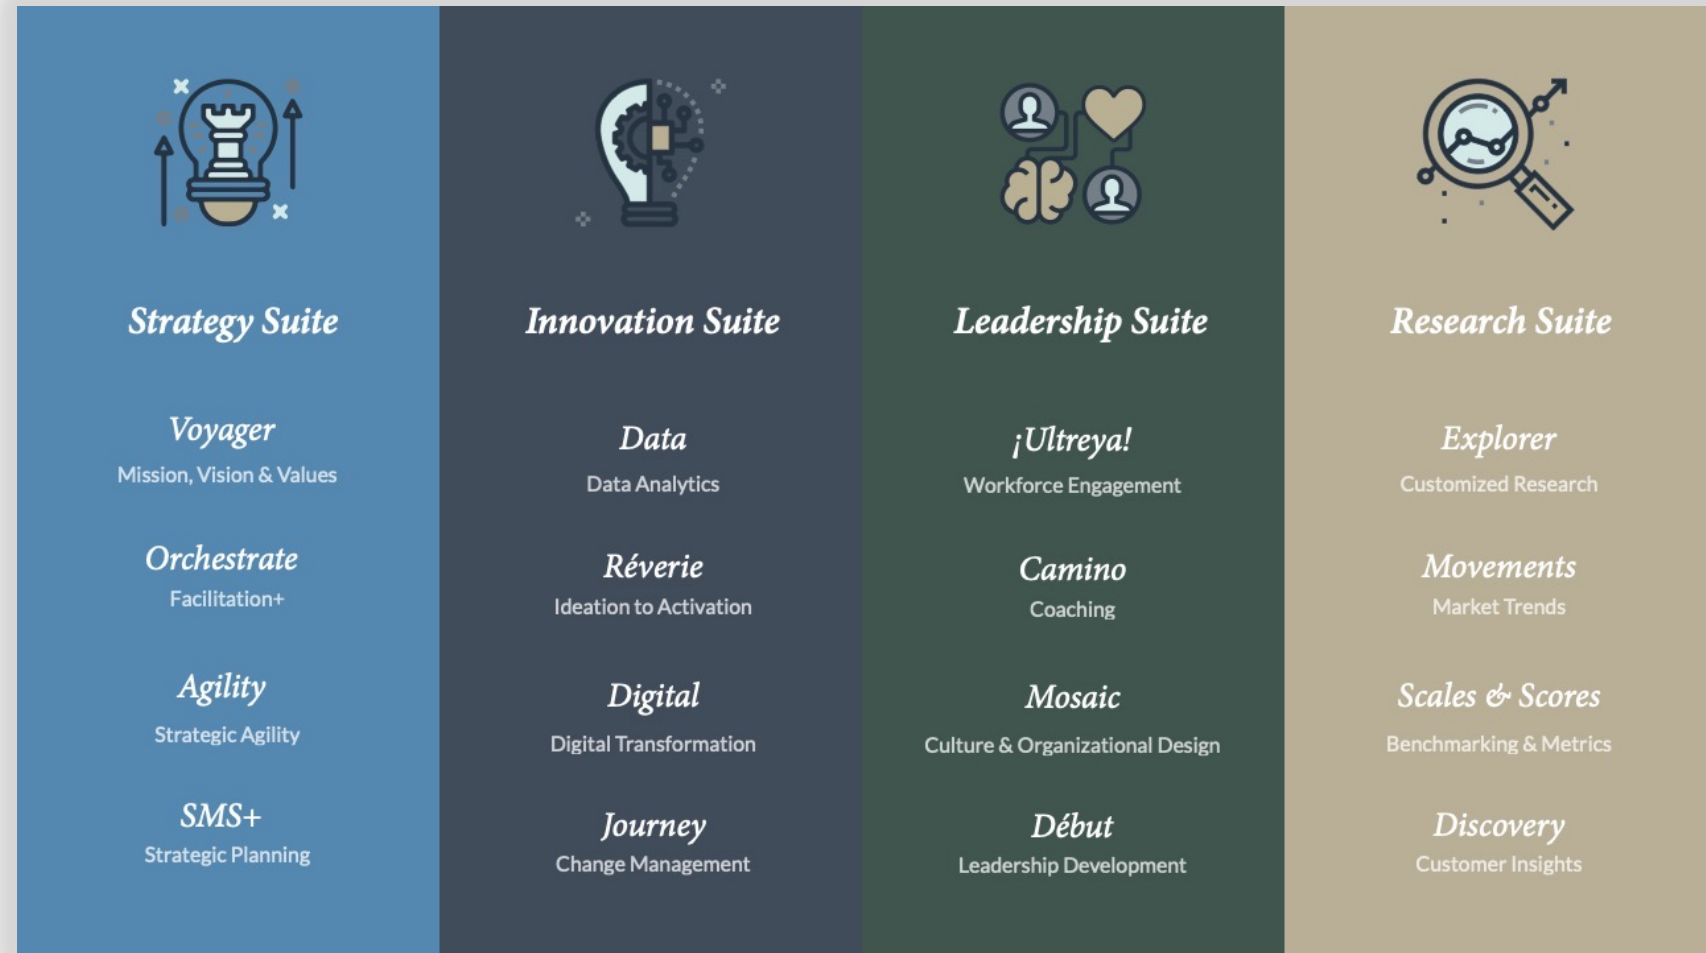 Strategy Suite
Voyager
Mission, Vision & Values
Orchestrate
Facilitation+
Agility
Strategic Agility
SMS+
Strategic Planning
Innovation Suite
Data
Data Analytics
Réverie
Ideation to Activation
Digital
Digital Transformation
Journey
Change Management
Leadership Suite
¡Ultreya!
Workforce Engagement
Camino
Coaching
Mosaic
Culture & Organizational Design
Début
Leadership Development
Research Suite
Explorer
Customized Research
Movements
Market Trends
Scales & Scores
Benchmarking & Metrics
Discovery
Customer Insights